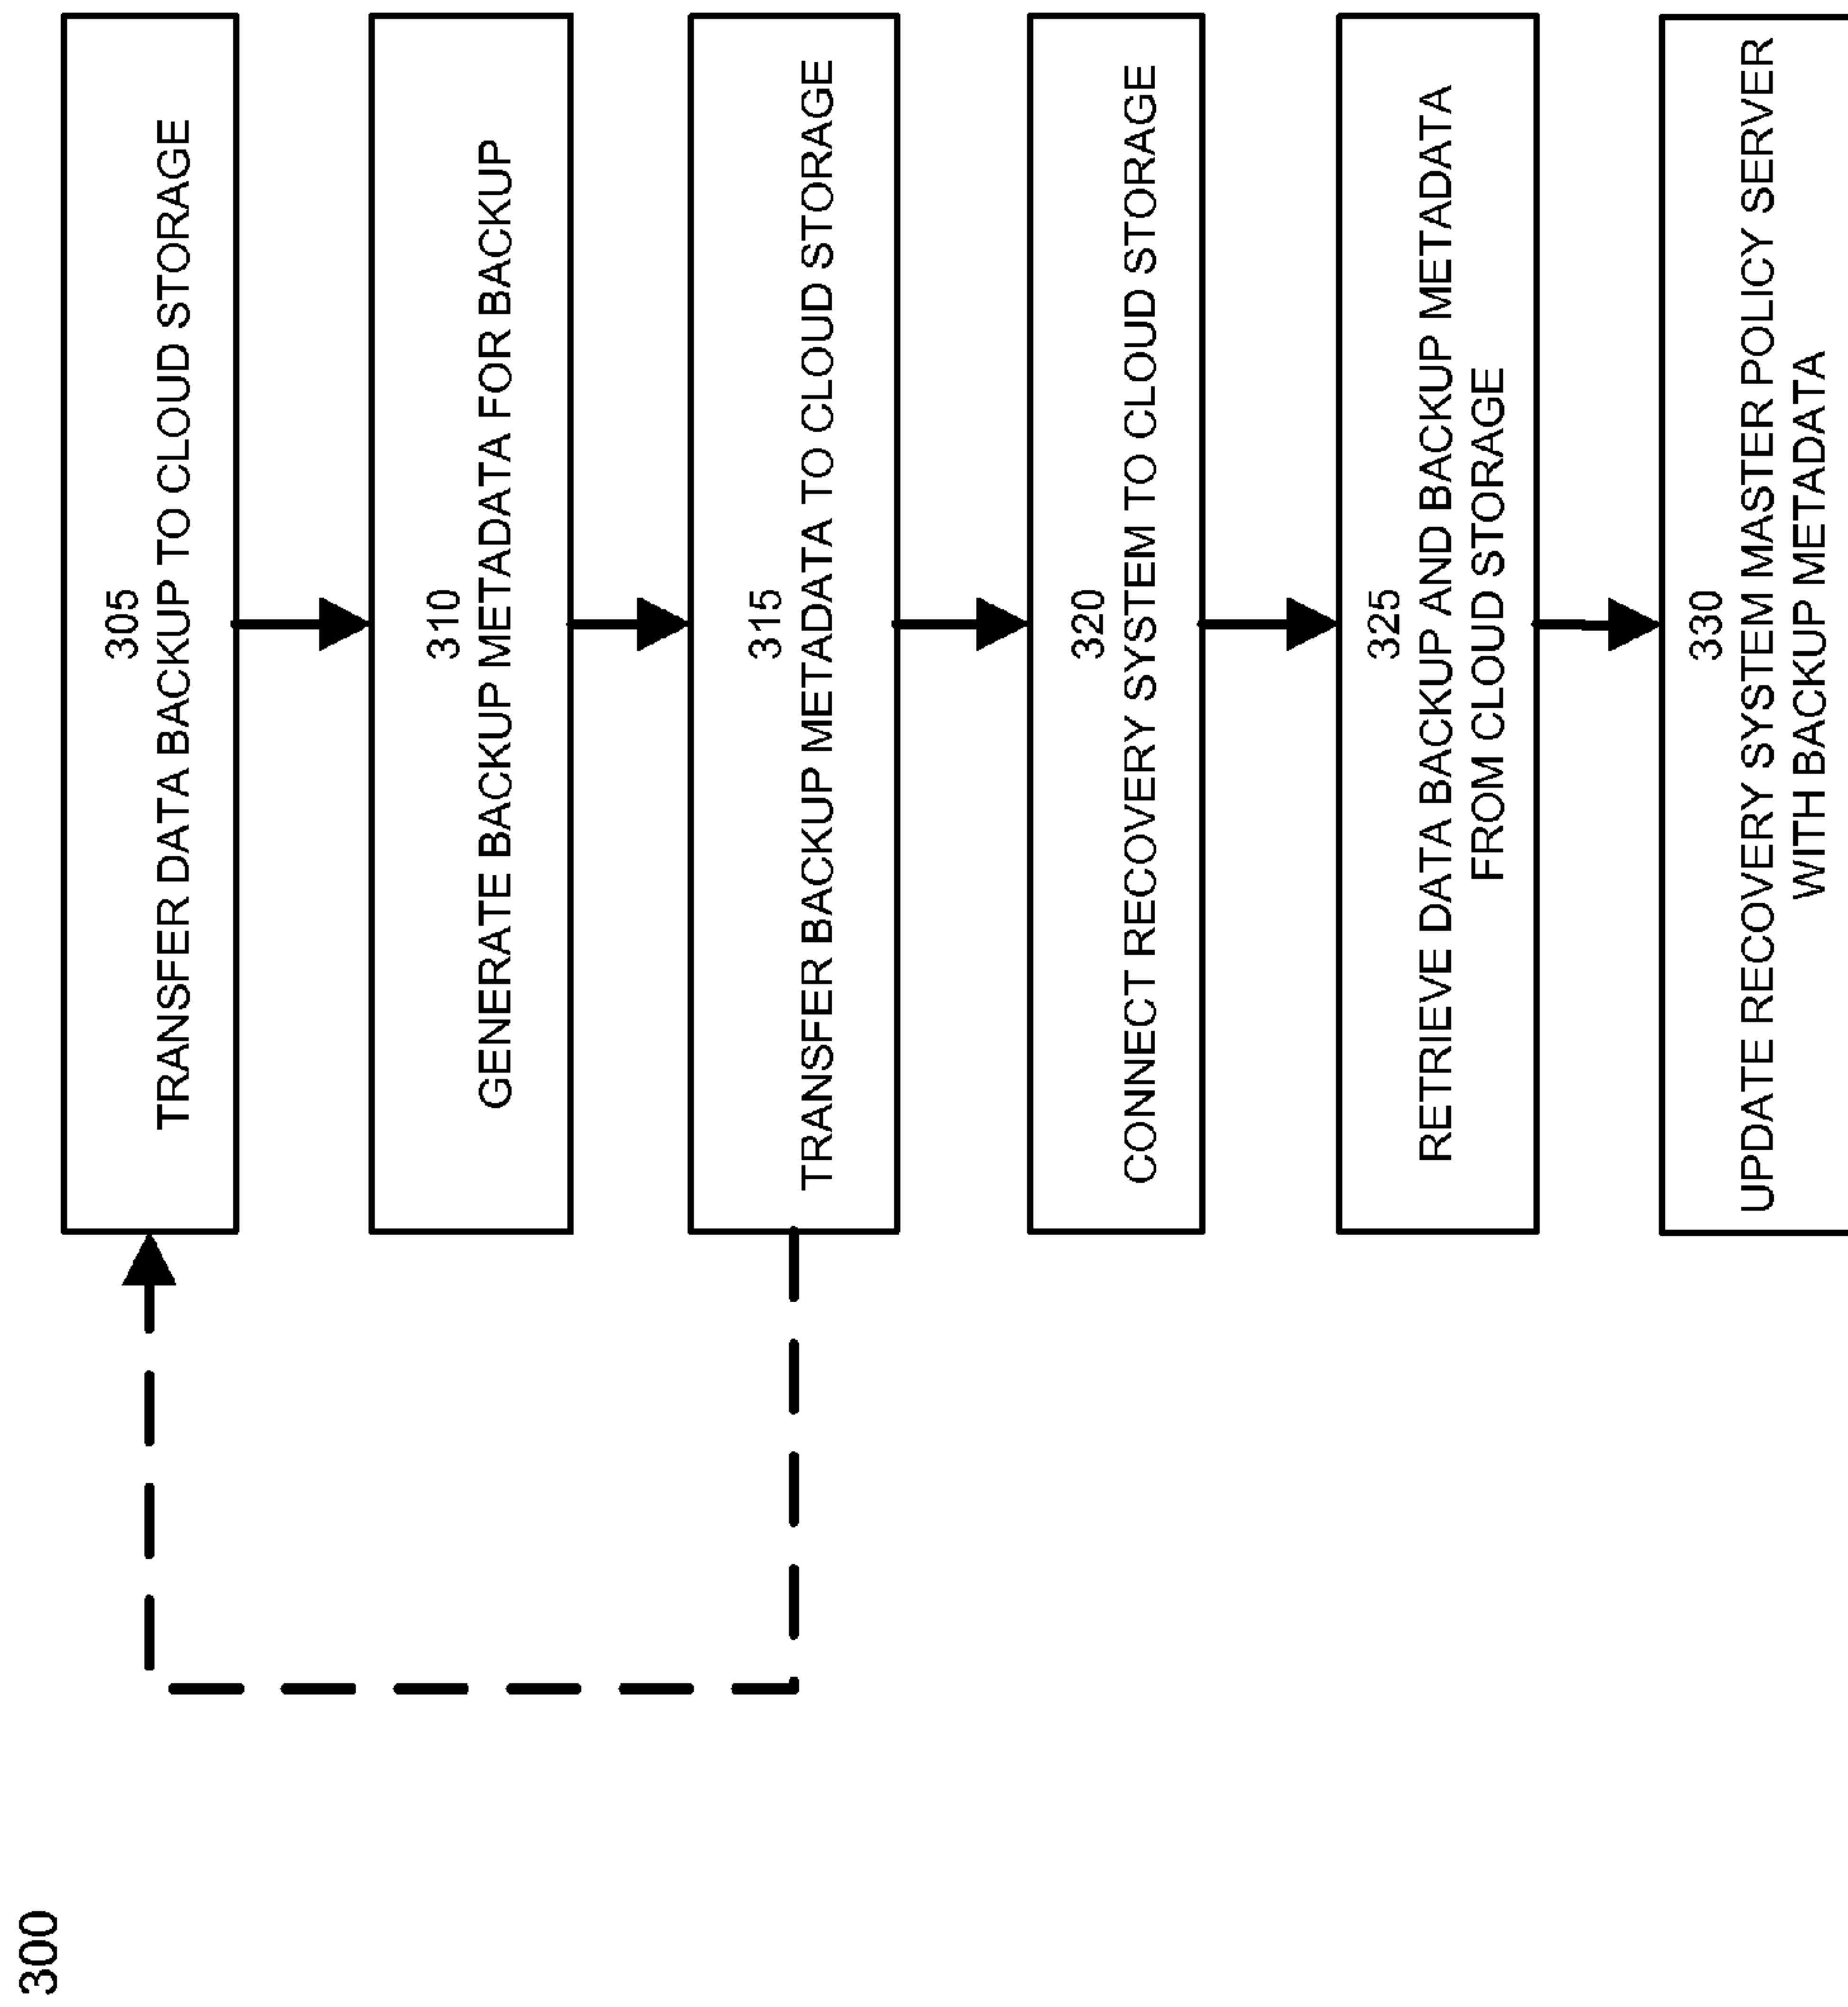 300
305
TRANSFER DATA BACKUP TO CLOUD STORAGE
310
GENERATE BACKUP METADATA FOR BACKUP
315
TRANSFER BACKUP METADATA TO CLOUD STORAGE
320
CONNECT RECOVERY SYSTEM TO CLOUD STORAGE
325
RETRIEVE DATA BACKUP AND BACKUP METADATA
FROM CLOUD STORAGE
330
UPDATE RECOVERY SYSTEM MASTER POLICY SERVER
WITH BACKUP METADATA